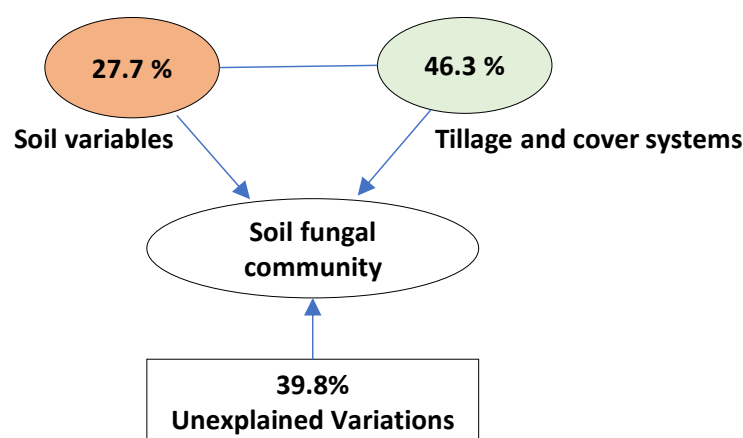 27.7 %
46.3 %
Soil variables
Tillage and cover systems
Soil fungal
community
39.8%
Unexplained Variations